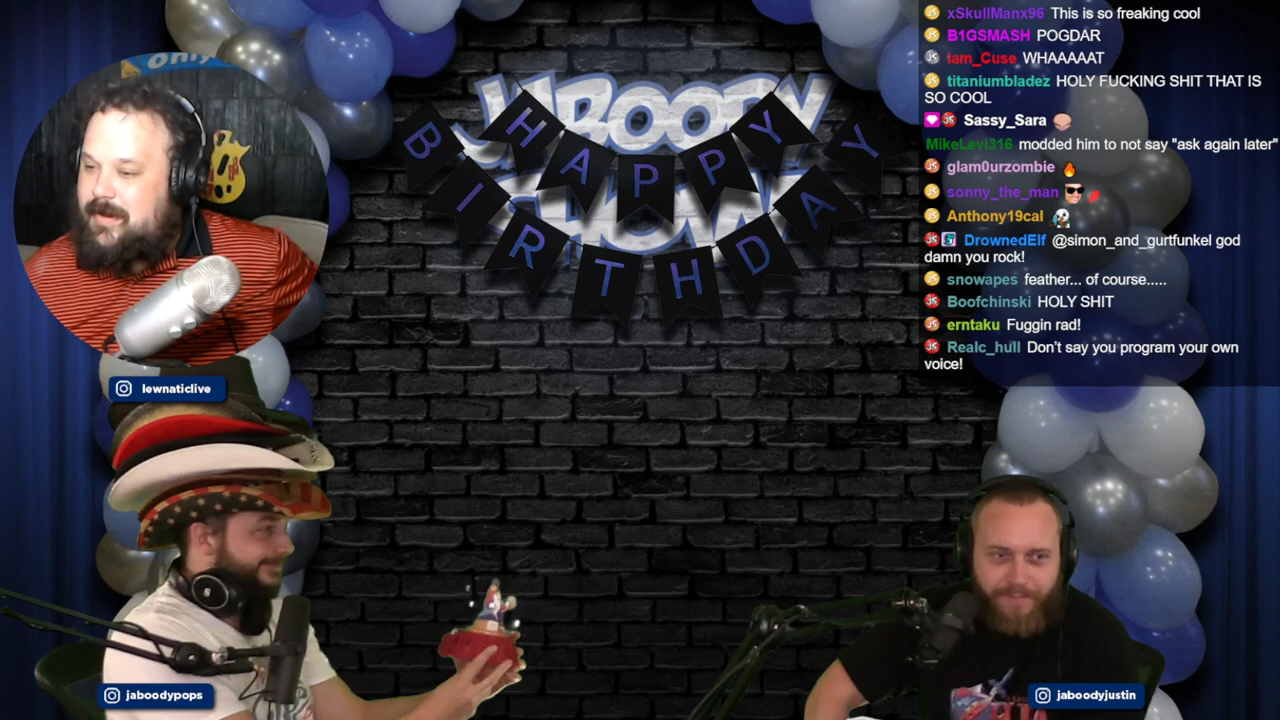 JABOODY
SHOW
HAPPY
BIRTHDAY
only
lewnaticlive
jaboodypops
jaboodyjustin
xSkullManx96 This is so freaking cool
B1GSMASH POGDAR
iam_Cuse WHAAAAAT
titaniumbladez HOLY FUCKING SHIT THAT IS
SO COOL
Sassy_Sara
MikeLevi316 modded him to not say "ask again later"
glam0urzombie
sonny_the_man
Anthony19cal
DrownedElf @simon_and_gurtfunkel god
damn you rock!
snowapes feather... of course.....
Boofchinski HOLY SHIT
erntaku Fuggin rad!
Realc_hull Don't say you program your own
voice!